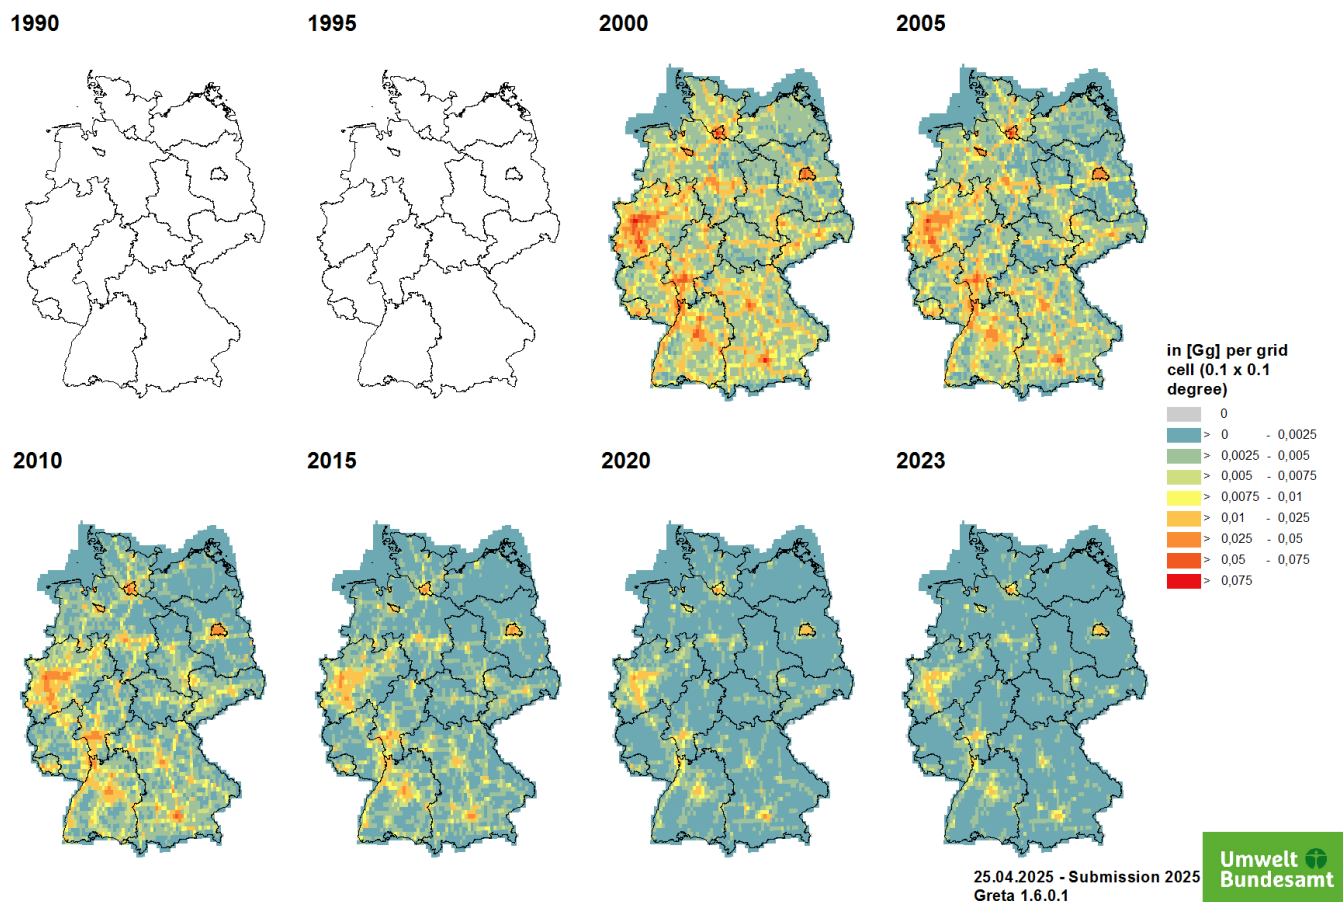 1990
1995
2000
2005
in [Gg] per grid
cell (0.1 x 0.1
degree)
0
> 0 - 0,0025
> 0,0025 - 0,005
> 0,005 - 0,0075
> 0,0075 - 0,01
> 0,01 - 0,025
> 0,025 - 0,05
> 0,05 - 0,075
> 0,075
2010
2015
2020
2023
25.04.2025 - Submission 2025
Greta 1.6.0.1
Umwelt
Bundesamt